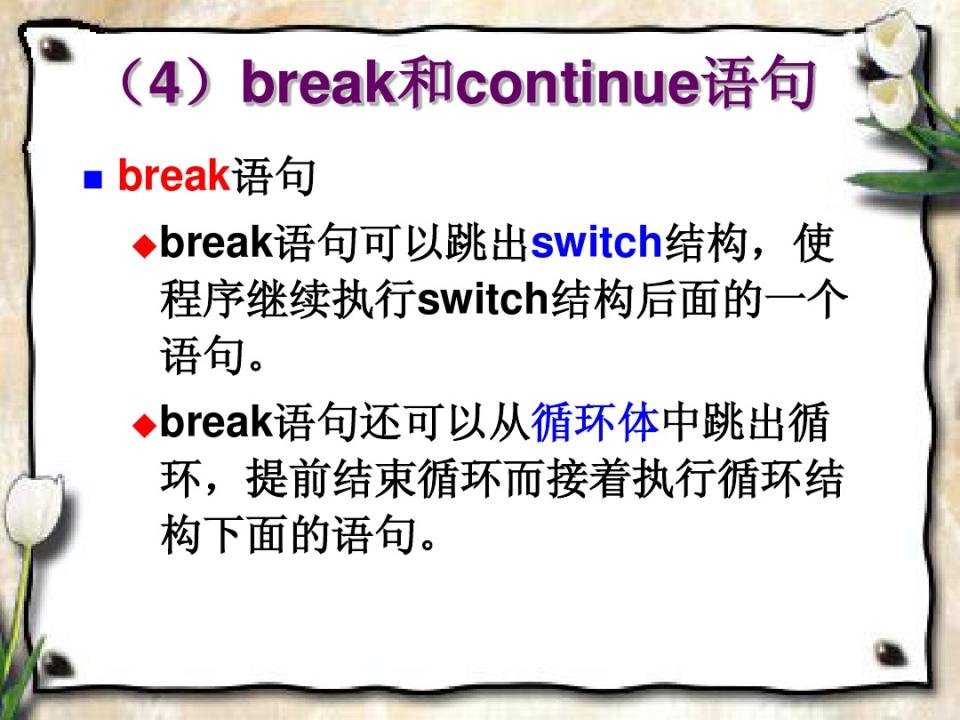 （4）break和continue语句
break语句
break语句可以跳出switch结构，使
程序继续执行switch结构后面的一个
语句。
break语句还可以从循环体中跳出循
环，提前结束循环而接着执行循环结
构下面的语句。